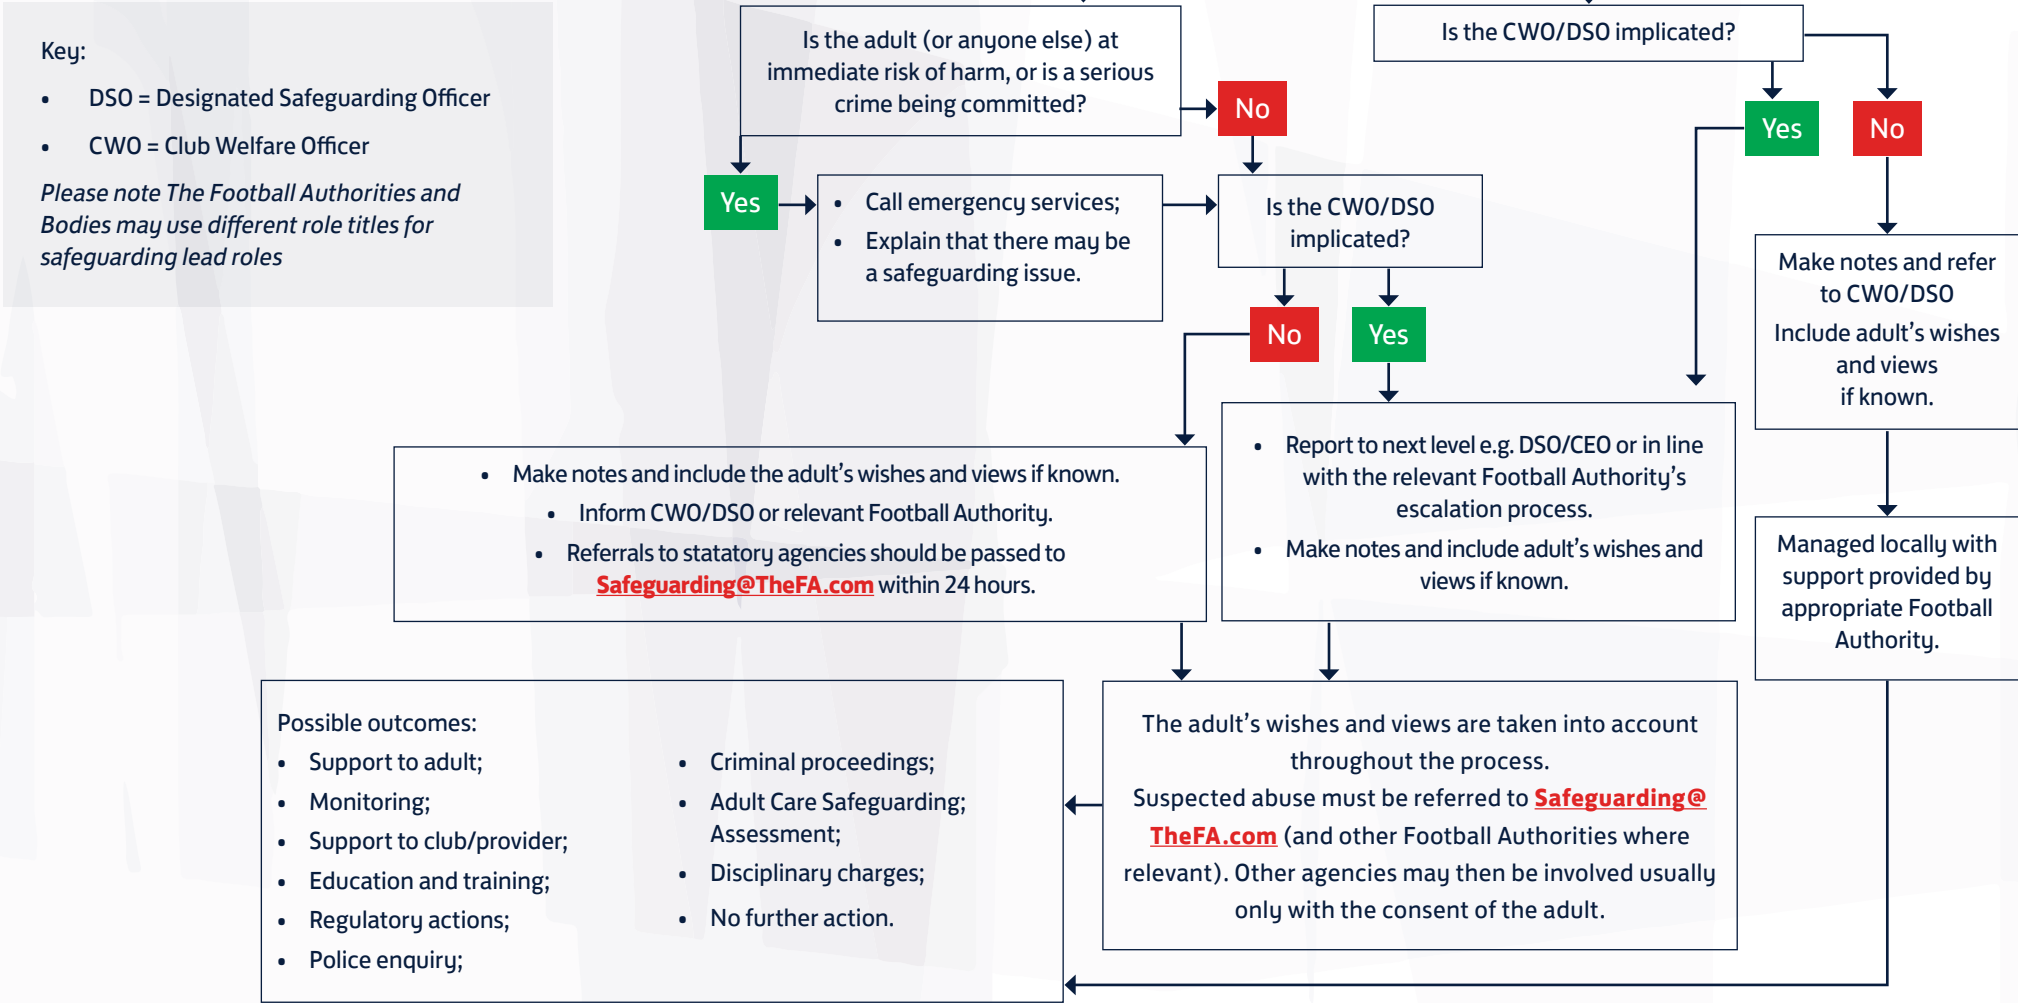 Key:
• DSO = Designated Safeguarding Officer
• CWO = Club Welfare Officer
Please note The Football Authorities and
Bodies may use different role titles for
safeguarding lead roles
Is the adult (or anyone else) at
immediate risk of harm, or is a serious
crime being committed?
No
Yes
• Call emergency services;
• Explain that there may be
a safeguarding issue.
Is the CWO/DSO
implicated?
No
Yes
Is the CWO/DSO implicated?
Yes
No
Make notes and refer
to CWO/DSO
Include adult’s wishes
and views
if known.
Managed locally with
support provided by
appropriate Football
Authority.
• Make notes and include the adult’s wishes and views if known.
• Inform CWO/DSO or relevant Football Authority.
• Referrals to statatory agencies should be passed to
Safeguarding@TheFA.com within 24 hours.
• Report to next level e.g. DSO/CEO or in line
with the relevant Football Authority’s
escalation process.
• Make notes and include adult’s wishes and
views if known.
The adult’s wishes and views are taken into account
throughout the process.
Suspected abuse must be referred to Safeguarding@
TheFA.com (and other Football Authorities where
relevant). Other agencies may then be involved usually
only with the consent of the adult.
Possible outcomes:
• Support to adult;
• Monitoring;
• Support to club/provider;
• Education and training;
• Regulatory actions;
• Police enquiry;
• Criminal proceedings;
• Adult Care Safeguarding;
Assessment;
• Disciplinary charges;
• No further action.